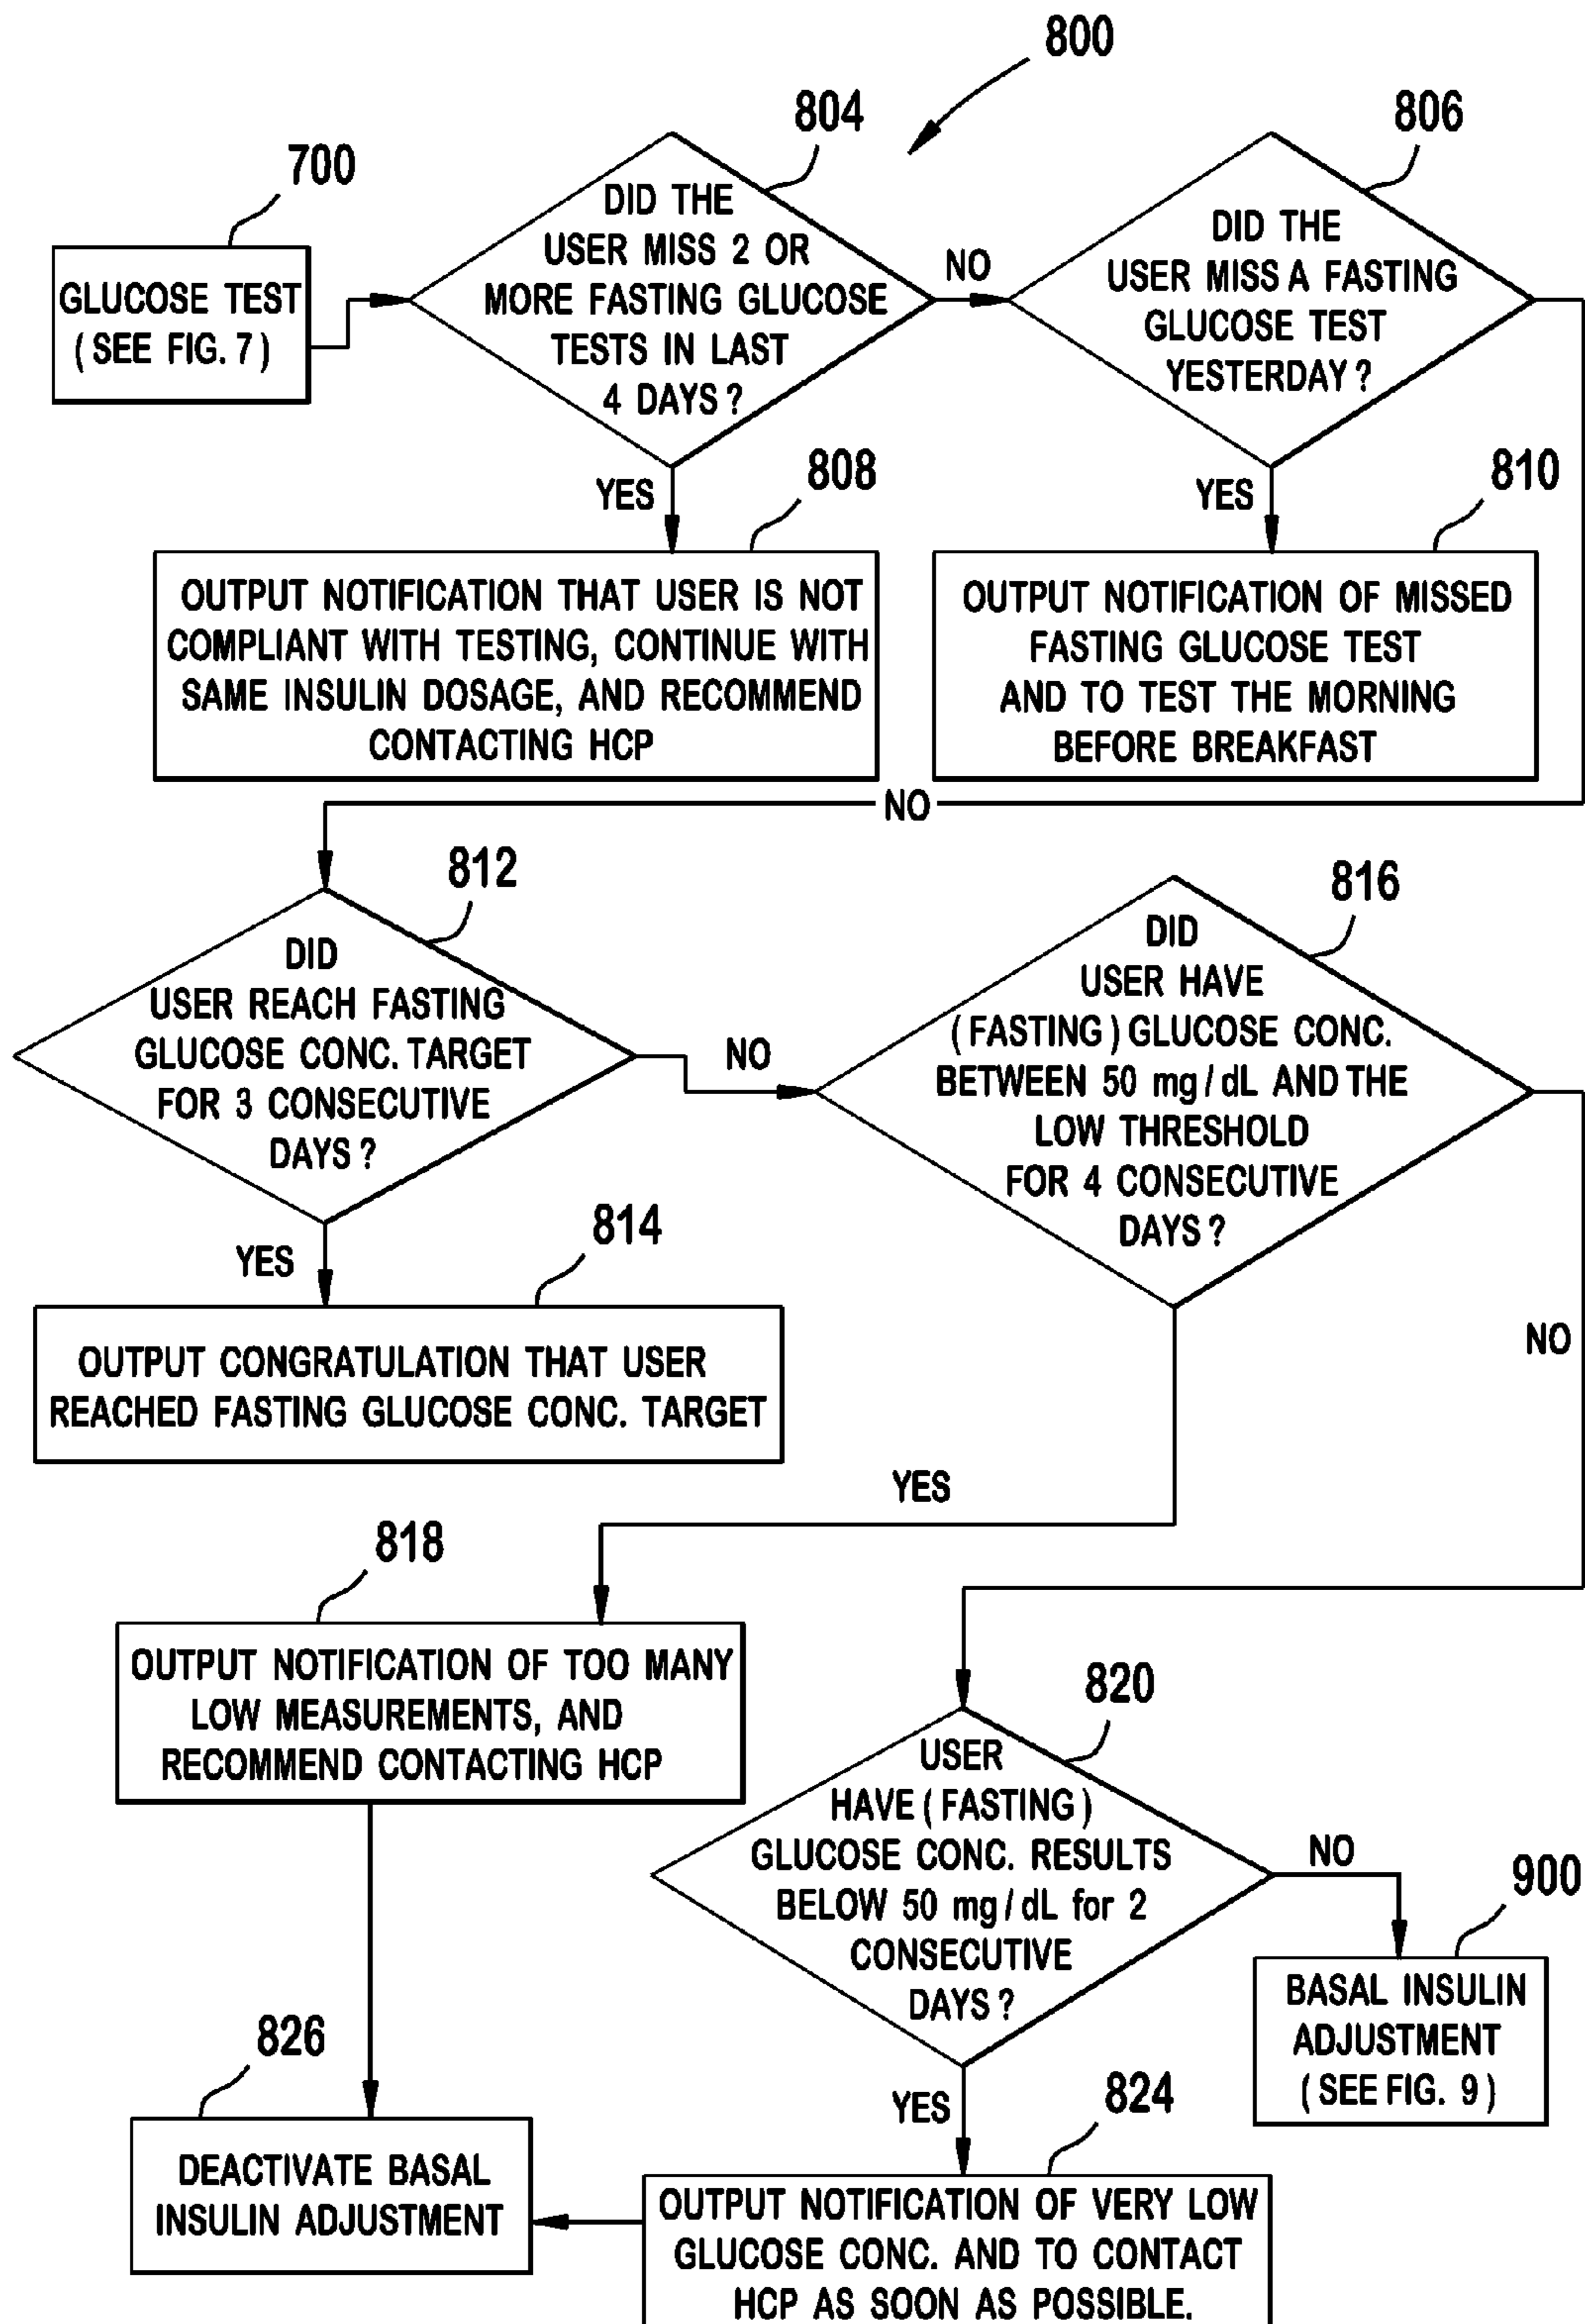 800
804
806
700
DID THE
USER MISS 2 OR
MORE FASTING GLUCOSE
TESTS IN LAST
4 DAYS?
NO
DID THE
USER MISS A FASTING
GLUCOSE TEST
YESTERDAY?
GLUCOSE TEST
(SEE FIG. 7)
YES
808
YES
810
OUTPUT NOTIFICATION THAT USER IS NOT
COMPLIANT WITH TESTING, CONTINUE WITH
SAME INSULIN DOSAGE, AND RECOMMEND
CONTACTING HCP
OUTPUT NOTIFICATION OF MISSED
FASTING GLUCOSE TEST
AND TO TEST THE MORNING
BEFORE BREAKFAST
NO
812
DID
USER REACH FASTING
GLUCOSE CONC. TARGET
FOR 3 CONSECUTIVE
DAYS?
NO
816
DID
USER HAVE
(FASTING) GLUCOSE CONC.
BETWEEN 50 mg/dL AND THE
LOW THRESHOLD
FOR 4 CONSECUTIVE
DAYS?
YES
814
OUTPUT CONGRATULATION THAT USER
REACHED FASTING GLUCOSE CONC. TARGET
NO
YES
818
OUTPUT NOTIFICATION OF TOO MANY
LOW MEASUREMENTS, AND
RECOMMEND CONTACTING HCP
820
USER
HAVE (FASTING)
GLUCOSE CONC. RESULTS
BELOW 50 mg/dL for 2
CONSECUTIVE
DAYS?
NO
900
BASAL INSULIN
ADJUSTMENT
(SEE FIG. 9)
826
DEACTIVATE BASAL
INSULIN ADJUSTMENT
YES
824
OUTPUT NOTIFICATION OF VERY LOW
GLUCOSE CONC. AND TO CONTACT
HCP AS SOON AS POSSIBLE.